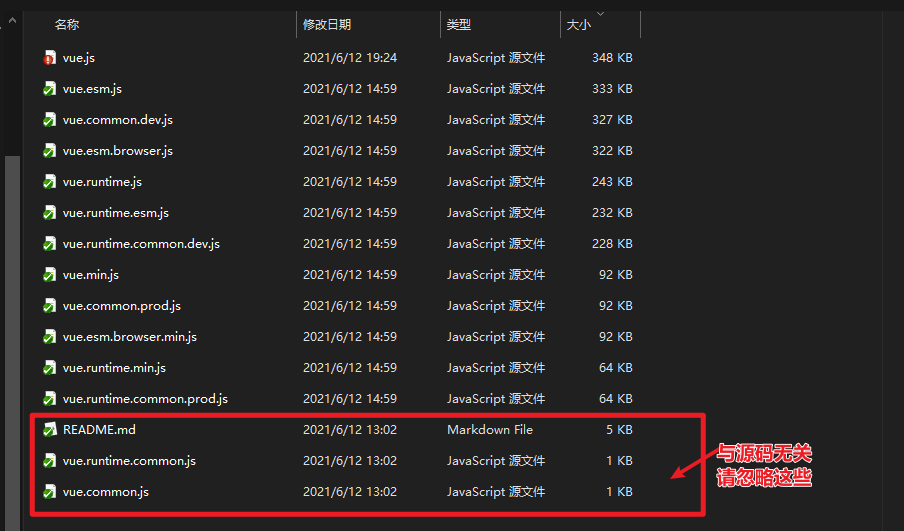 名称 修改日期 类型 大小
vue.js 2021/6/12 19:24 JavaScript 源文件 348 KB
vue.esm.js 2021/6/12 14:59 JavaScript 源文件 333 KB
vue.common.dev.js 2021/6/12 14:59 JavaScript 源文件 327 KB
vue.esm.browser.js 2021/6/12 14:59 JavaScript 源文件 322 KB
vue.runtime.js 2021/6/12 14:59 JavaScript 源文件 243 KB
vue.runtime.esm.js 2021/6/12 14:59 JavaScript 源文件 232 KB
vue.runtime.common.dev.js 2021/6/12 14:59 JavaScript 源文件 228 KB
vue.min.js 2021/6/12 14:59 JavaScript 源文件 92 KB
vue.common.prod.js 2021/6/12 14:59 JavaScript 源文件 92 KB
vue.esm.browser.min.js 2021/6/12 14:59 JavaScript 源文件 92 KB
vue.runtime.min.js 2021/6/12 14:59 JavaScript 源文件 64 KB
vue.runtime.common.prod.js 2021/6/12 14:59 JavaScript 源文件 64 KB
README.md 2021/6/12 13:02 Markdown File 5 KB
vue.runtime.common.js 2021/6/12 13:02 JavaScript 源文件 1 KB
vue.common.js 2021/6/12 13:02 JavaScript 源文件 1 KB
与源码无关
请忽略这些